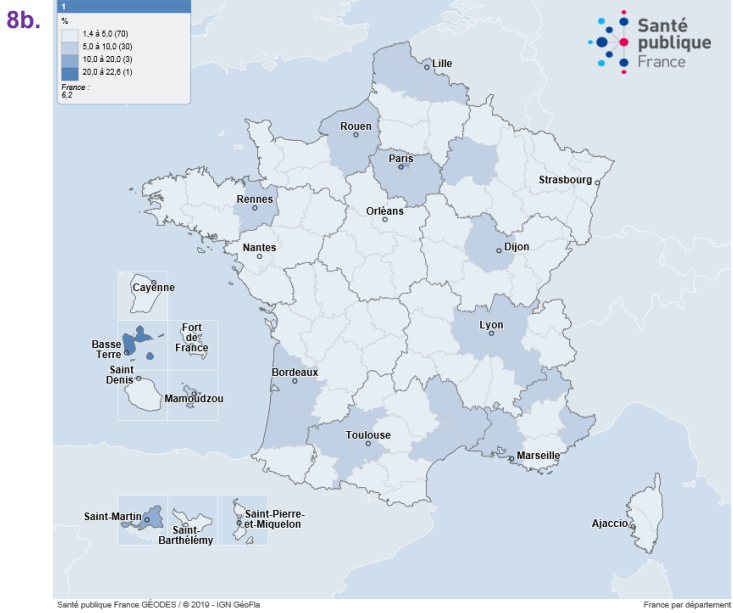 8b.
1
%
1,4 à 5,0 (70)
5,0 à 10,0 (30)
10,0 à 20,0 (3)
20,0 à 22,6 (1)
France :
6,2
Santé
publique
France
Lille
Rouen
Paris
Strasbourg
Rennes
Orléans
Nantes
Dijon
Cayenne
Lyon
Basse
Terre
Fort
de
France
Saint
Denis
Bordeaux
Mamoudzou
Toulouse
Marseille
Saint-Martin
Saint-
Barthélémy
Saint-Pierre-
et-Miquelon
Ajaccio
Santé publique France GÉODES / © 2019 - IGN GéoFla
France par département